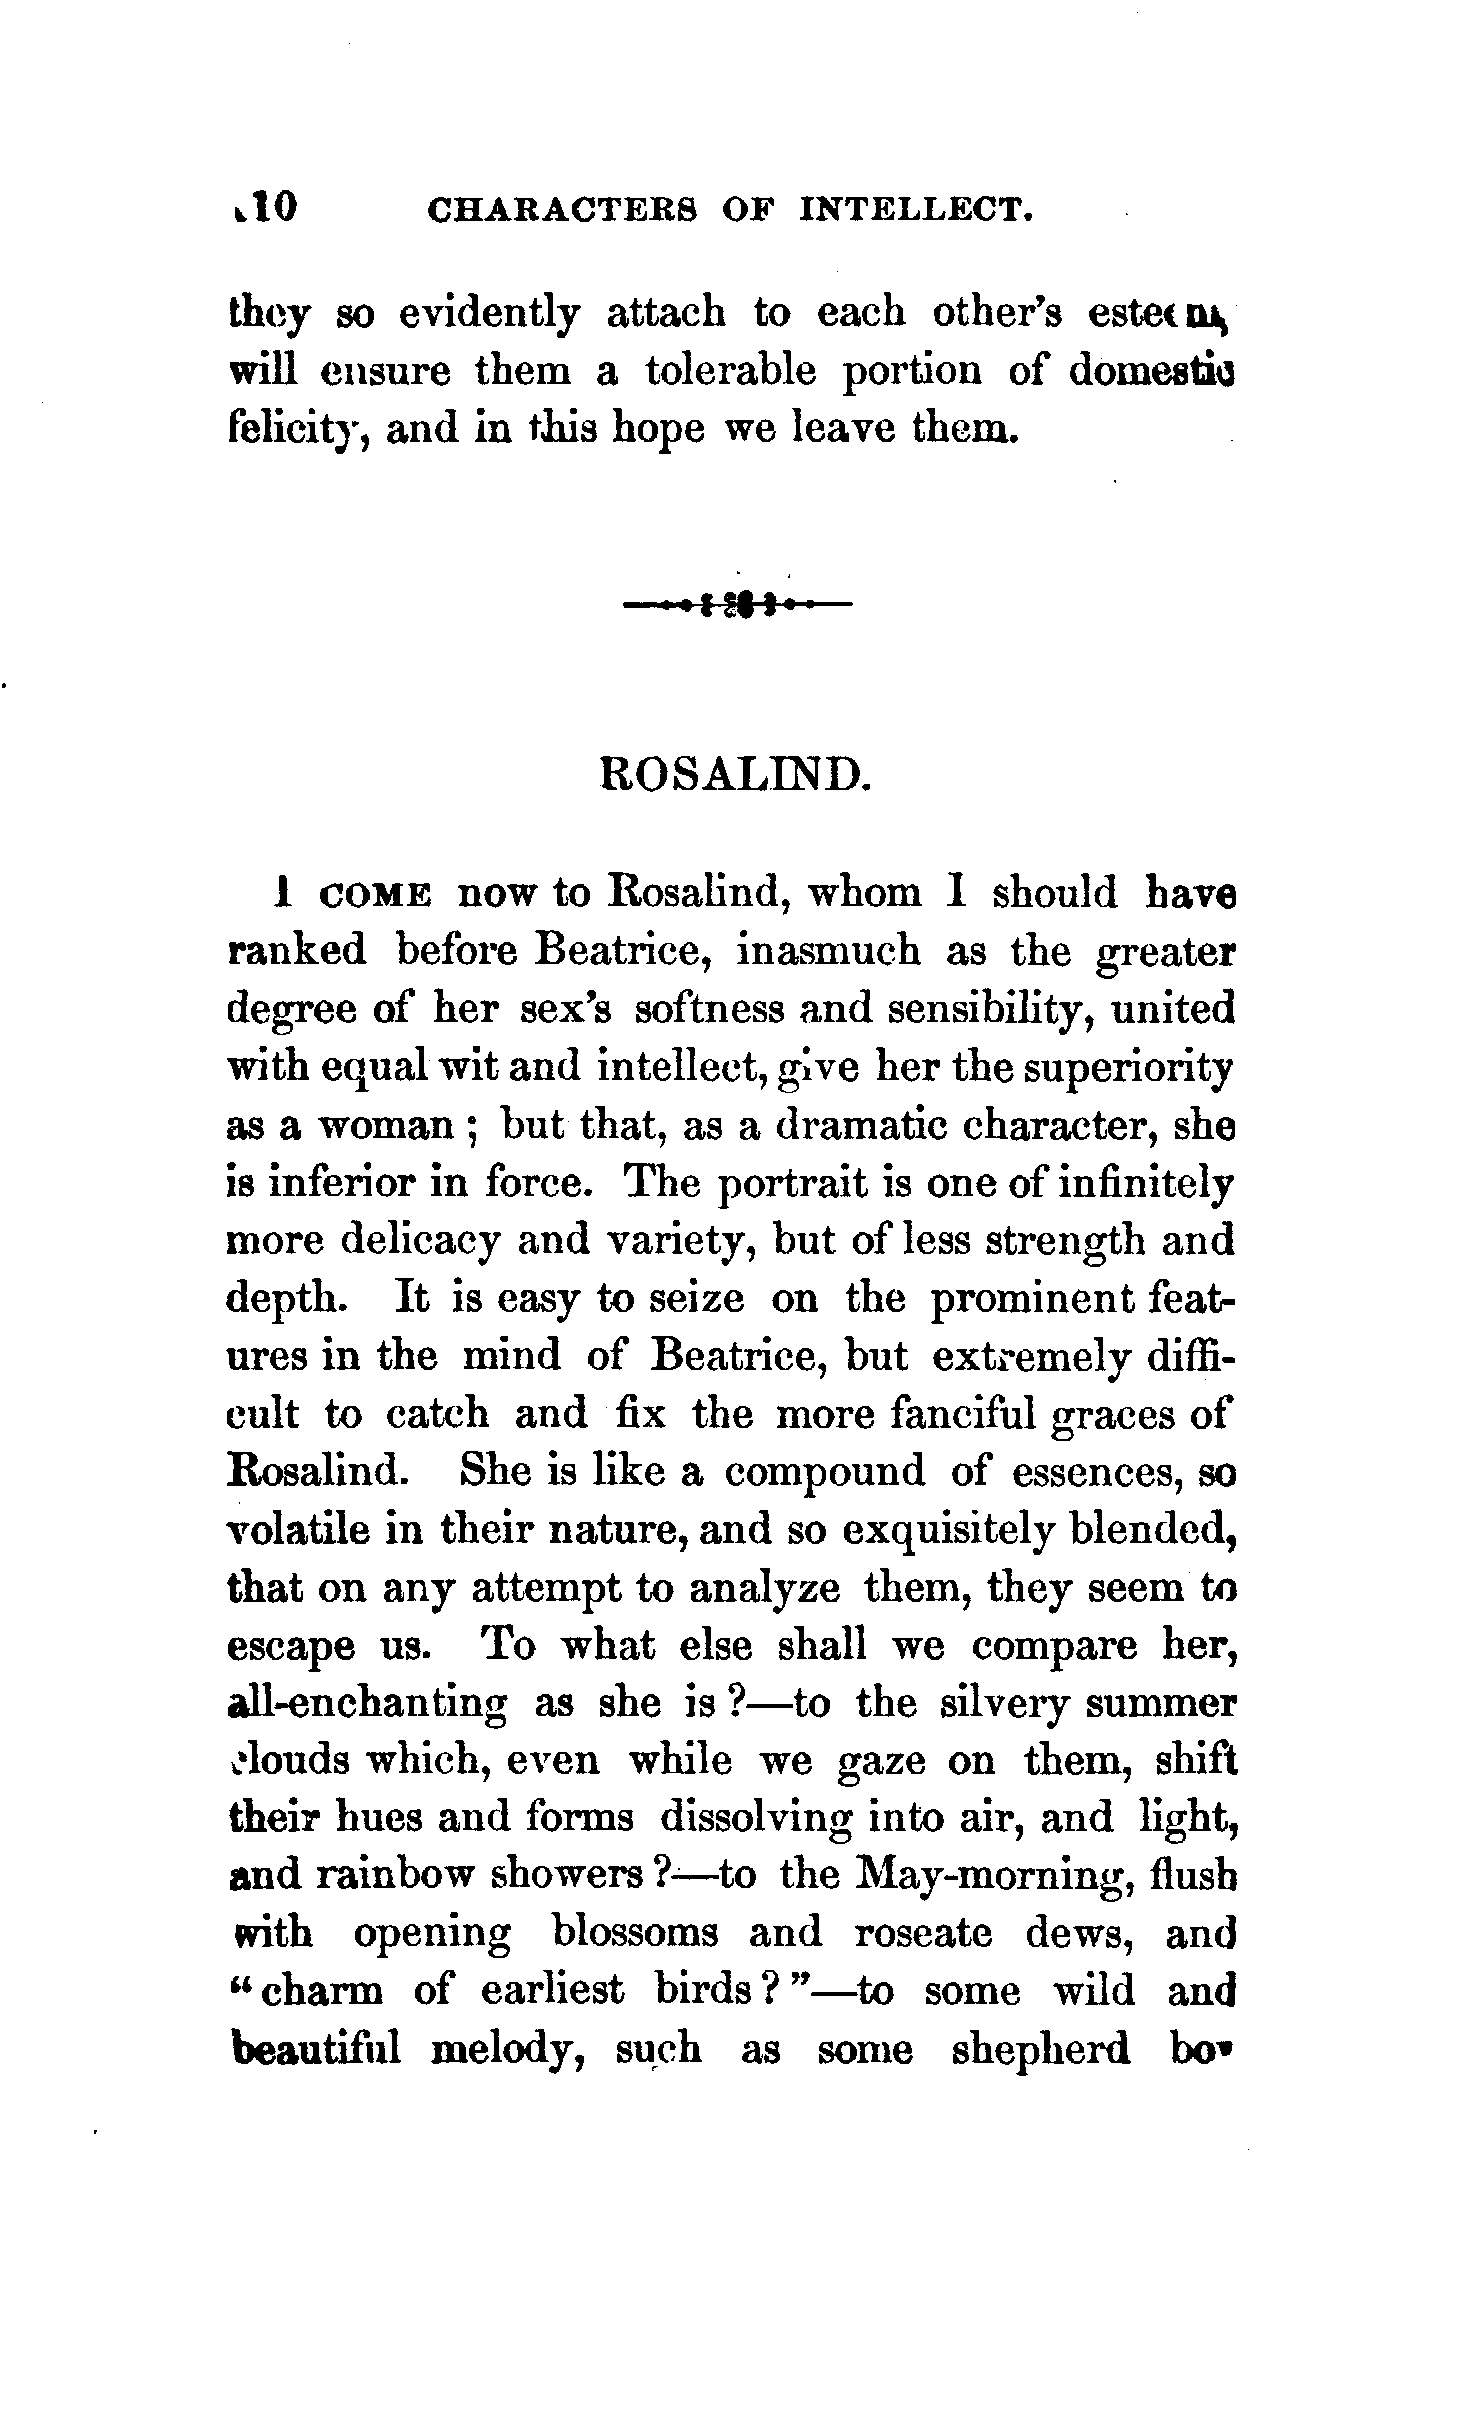 110 CHARACTERS OF INTELLECT.
they so evidently attach to each other's esteem,
will ensure them a tolerable portion of domestic
felicity, and in this hope we leave them.
ROSALIND.
I COME now to Rosalind, whom I should have
ranked before Beatrice, inasmuch as the greater
degree of her sex's softness and sensibility, united
with equal wit and intellect, give her the superiority
as a woman ; but that, as a dramatic character, she
is inferior in force. The portrait is one of infinitely
more delicacy and variety, but of less strength and
depth. It is easy to seize on the prominent feat-
ures in the mind of Beatrice, but extremely diffi-
cult to catch and fix the more fanciful graces of
Rosalind. She is like a compound of essences, so
volatile in their nature, and so exquisitely blended,
that on any attempt to analyze them, they seem to
escape us. To what else shall we compare her,
all-enchanting as she is ?—to the silvery summer
clouds which, even while we gaze on them, shift
their hues and forms dissolving into air, and light,
and rainbow showers ?—to the May-morning, flush
with opening blossoms and roseate dews, and
“ charm of earliest birds ? ”—to some wild and
beautiful melody, such as some shepherd boy